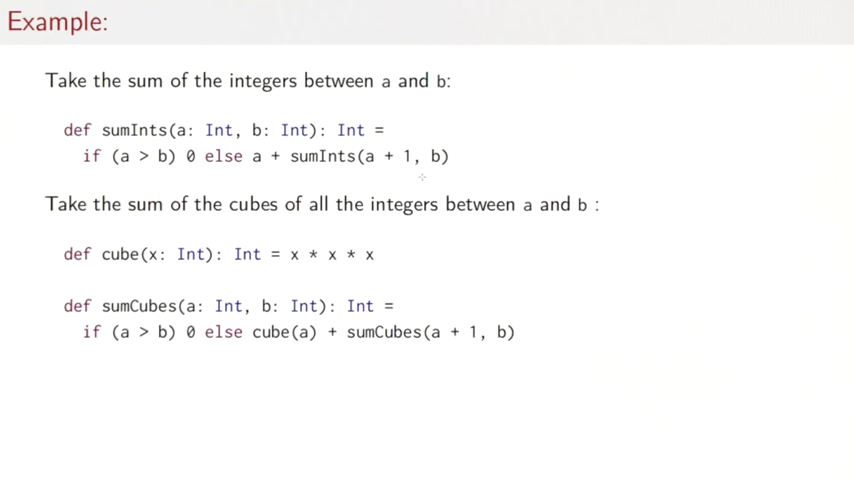 Example:
Take the sum of the integers between a and b:
def sumInts(a: Int, b: Int): Int =
if (a > b) 0 else a + sumInts(a + 1, b)
Take the sum of the cubes of all the integers between a and b :
def cube(x: Int): Int = x * x * x
def sumCubes(a: Int, b: Int): Int =
if (a > b) 0 else cube(a) + sumCubes(a + 1, b)